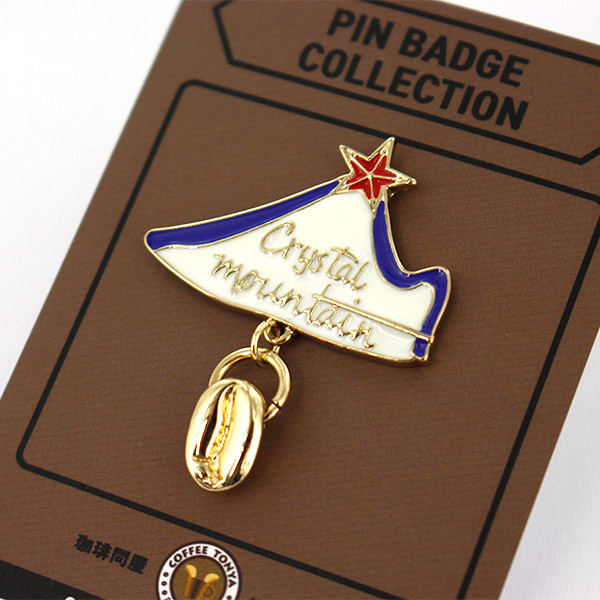 PIN BADGE
COLLECTION
Crystal
mountain
珈琲問屋
COFFEE TONYA